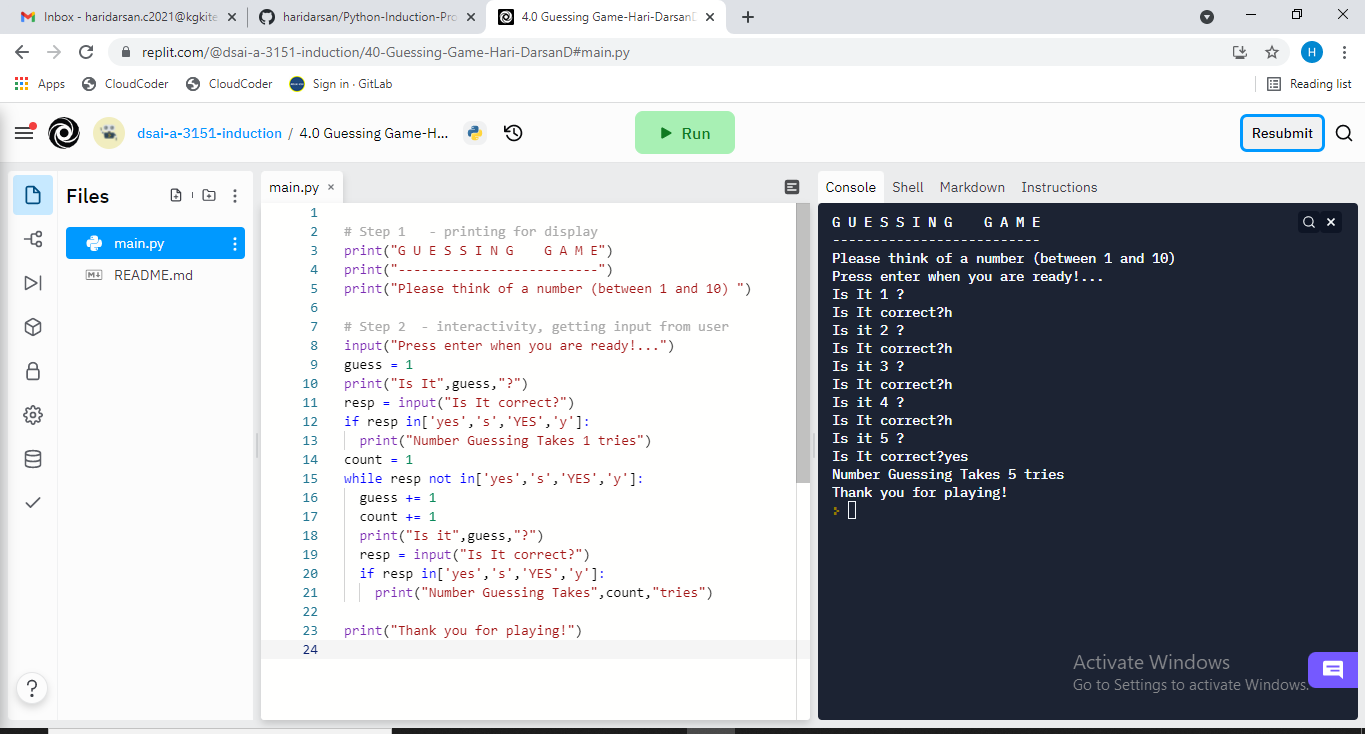 Inbox - haridarsan.c2021@kgkite
haridarsan/Python-Induction-Pro
4.0 Guessing Game-Hari-DarsanD
replit.com/@dsai-a-3151-induction/40-Guessing-Game-Hari-DarsanD#main.py
H
Apps
CloudCoder
CloudCoder
Sign in · GitLab
Reading list
dsai-a-3151-induction / 4.0 Guessing Game-H...
Run
Resubmit
Files
main.py
README.md
main.py
1
2 # Step 1   - printing for display
3 print("G U E S S I N G    G A M E")
4 print("--------------------------")
5 print("Please think of a number (between 1 and 10) ")
6
7 # Step 2  - interactivity, getting input from user
8 input("Press enter when you are ready!...")
9 guess = 1
10 print("Is It",guess,"?")
11 resp = input("Is It correct?")
12 if resp in['yes','s','YES','y']:
13   print("Number Guessing Takes 1 tries")
14 count = 1
15 while resp not in['yes','s','YES','y']:
16   guess += 1
17   count += 1
18   print("Is it",guess,"?")
19   resp = input("Is It correct?")
20   if resp in['yes','s','YES','y']:
21     print("Number Guessing Takes",count,"tries")
22
23 print("Thank you for playing!")
24
Console
Shell
Markdown
Instructions
G U E S S I N G    G A M E
--------------------------
Please think of a number (between 1 and 10)
Press enter when you are ready!...
Is It 1 ?
Is It correct?h
Is it 2 ?
Is It correct?h
Is it 3 ?
Is It correct?h
Is it 4 ?
Is It correct?h
Is it 5 ?
Is It correct?yes
Number Guessing Takes 5 tries
Thank you for playing!
Activate Windows
Go to Settings to activate Windows.
?